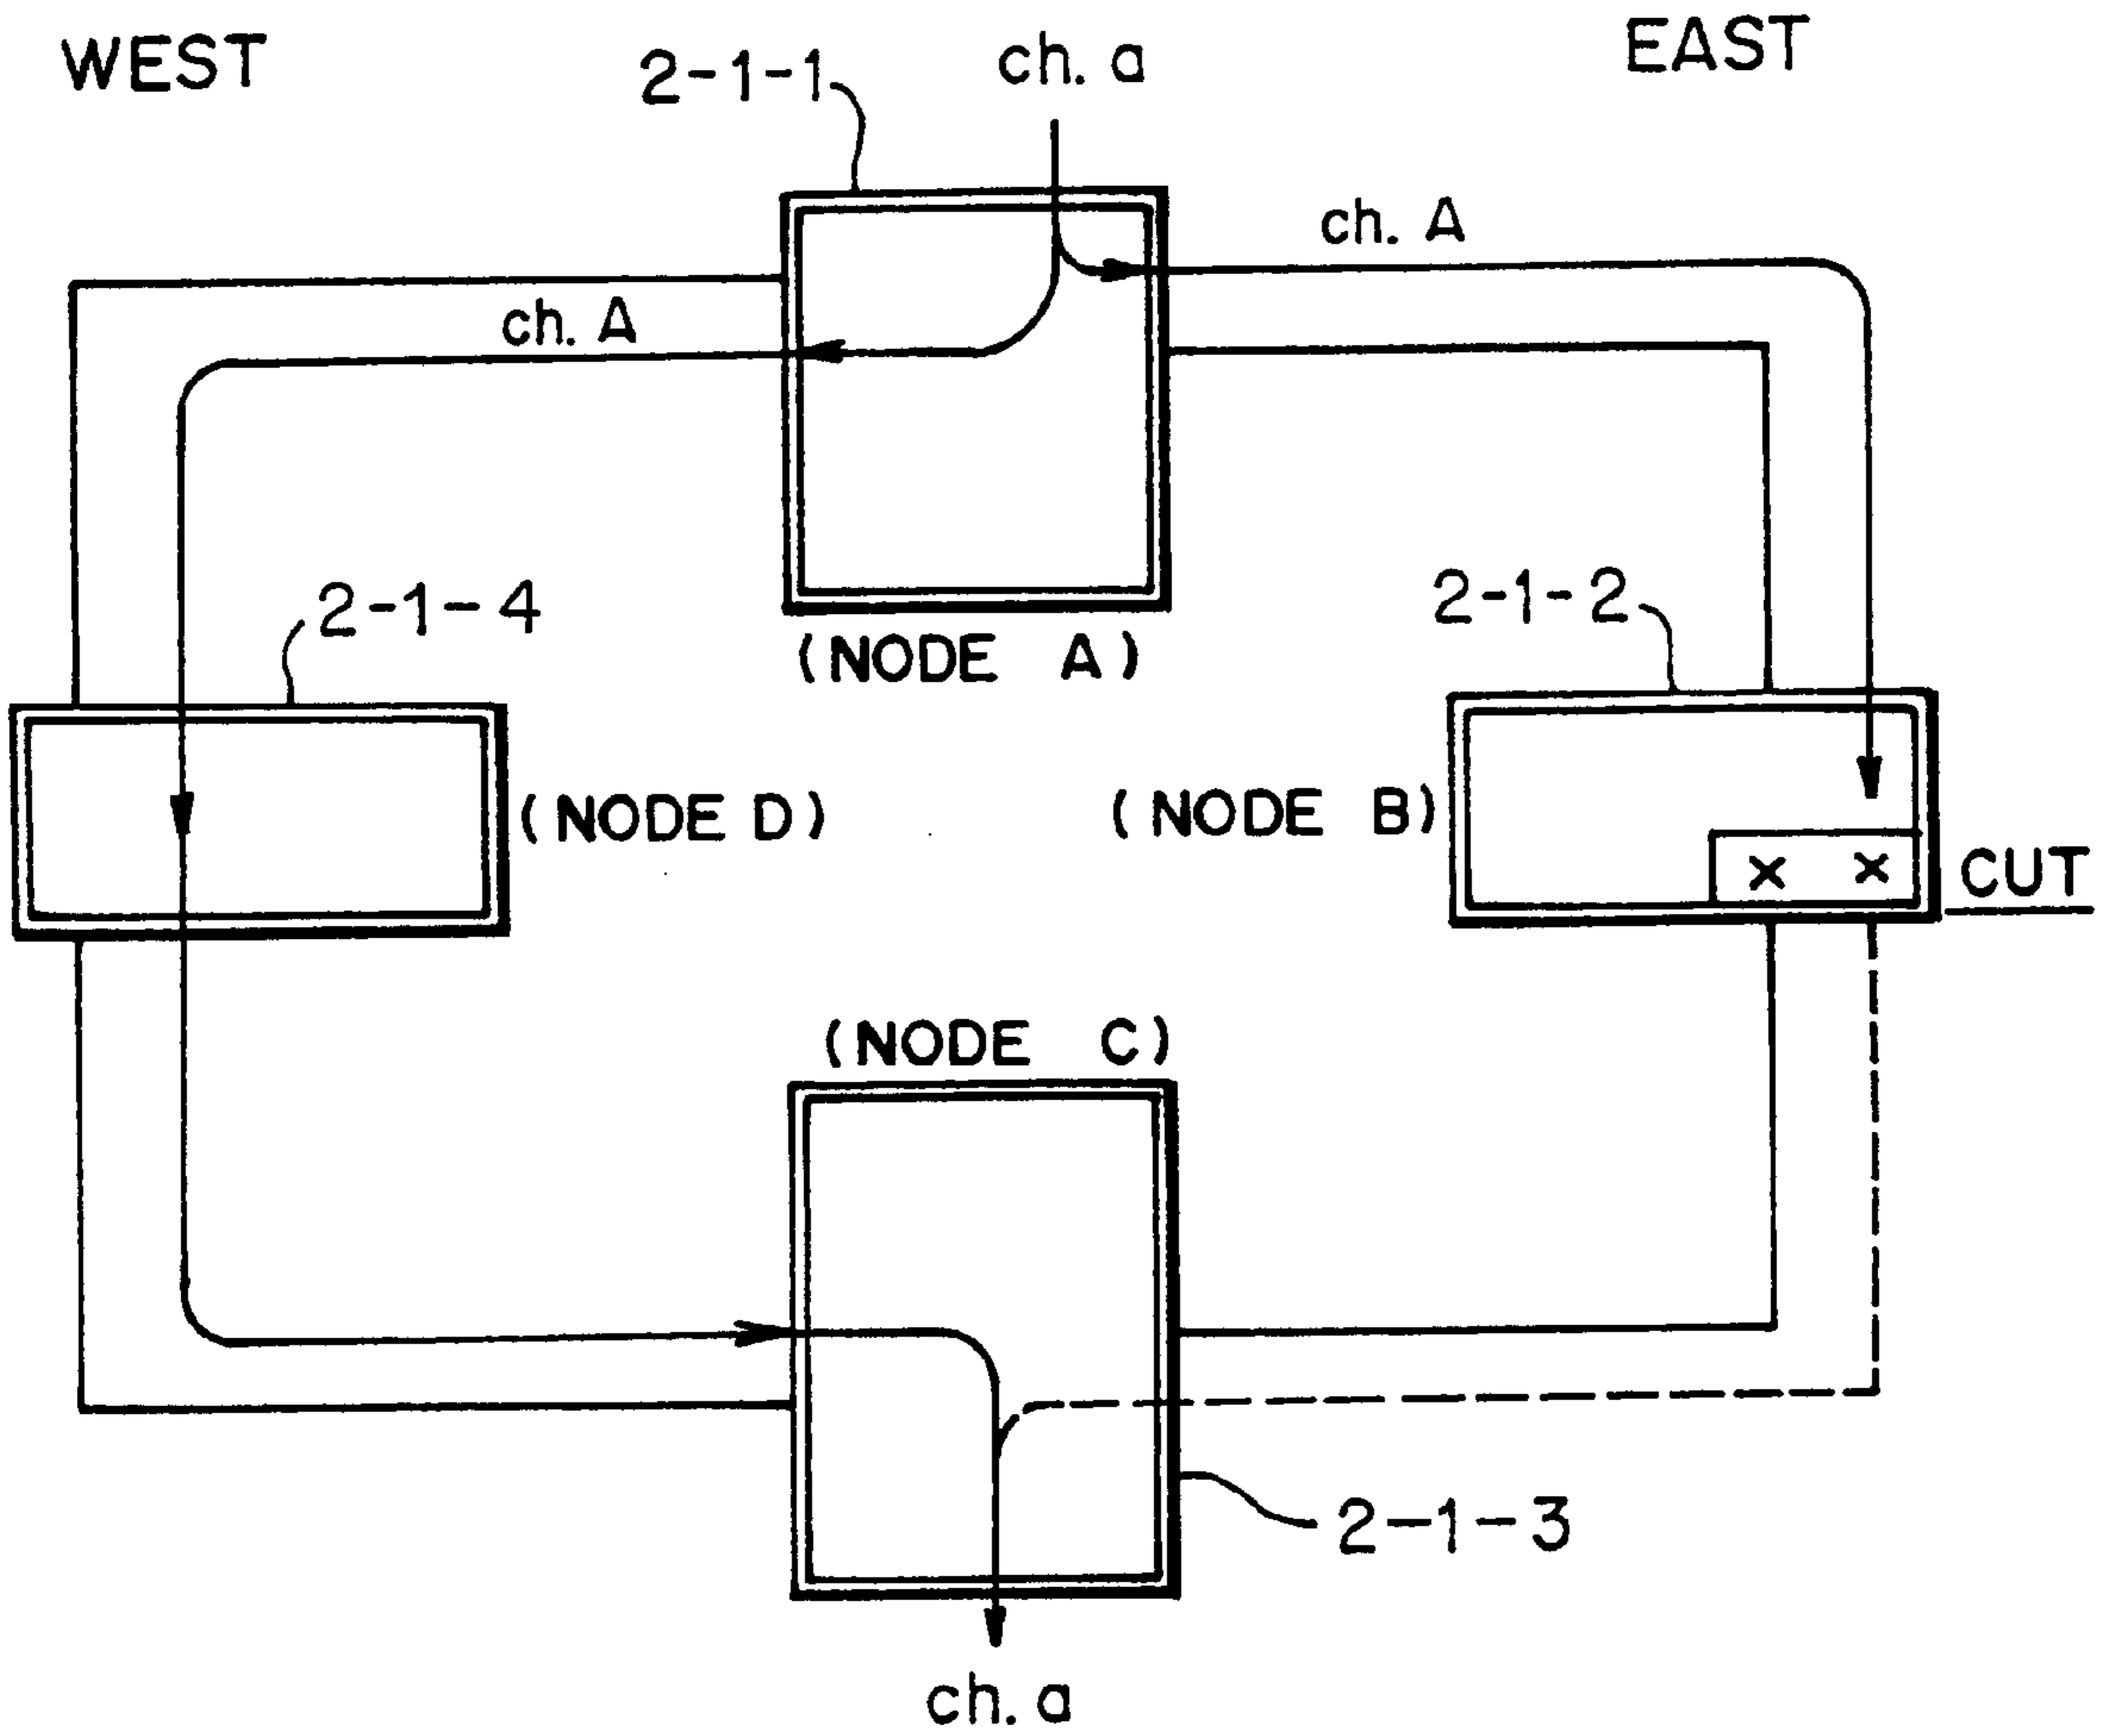 WEST
2-1-1
ch. a
EAST
ch. A
ch. A
2-1-4
(NODE A)
2-1-2
(NODE D)
(NODE B)
× ×
CUT
(NODE C)
2-1-3
ch. a